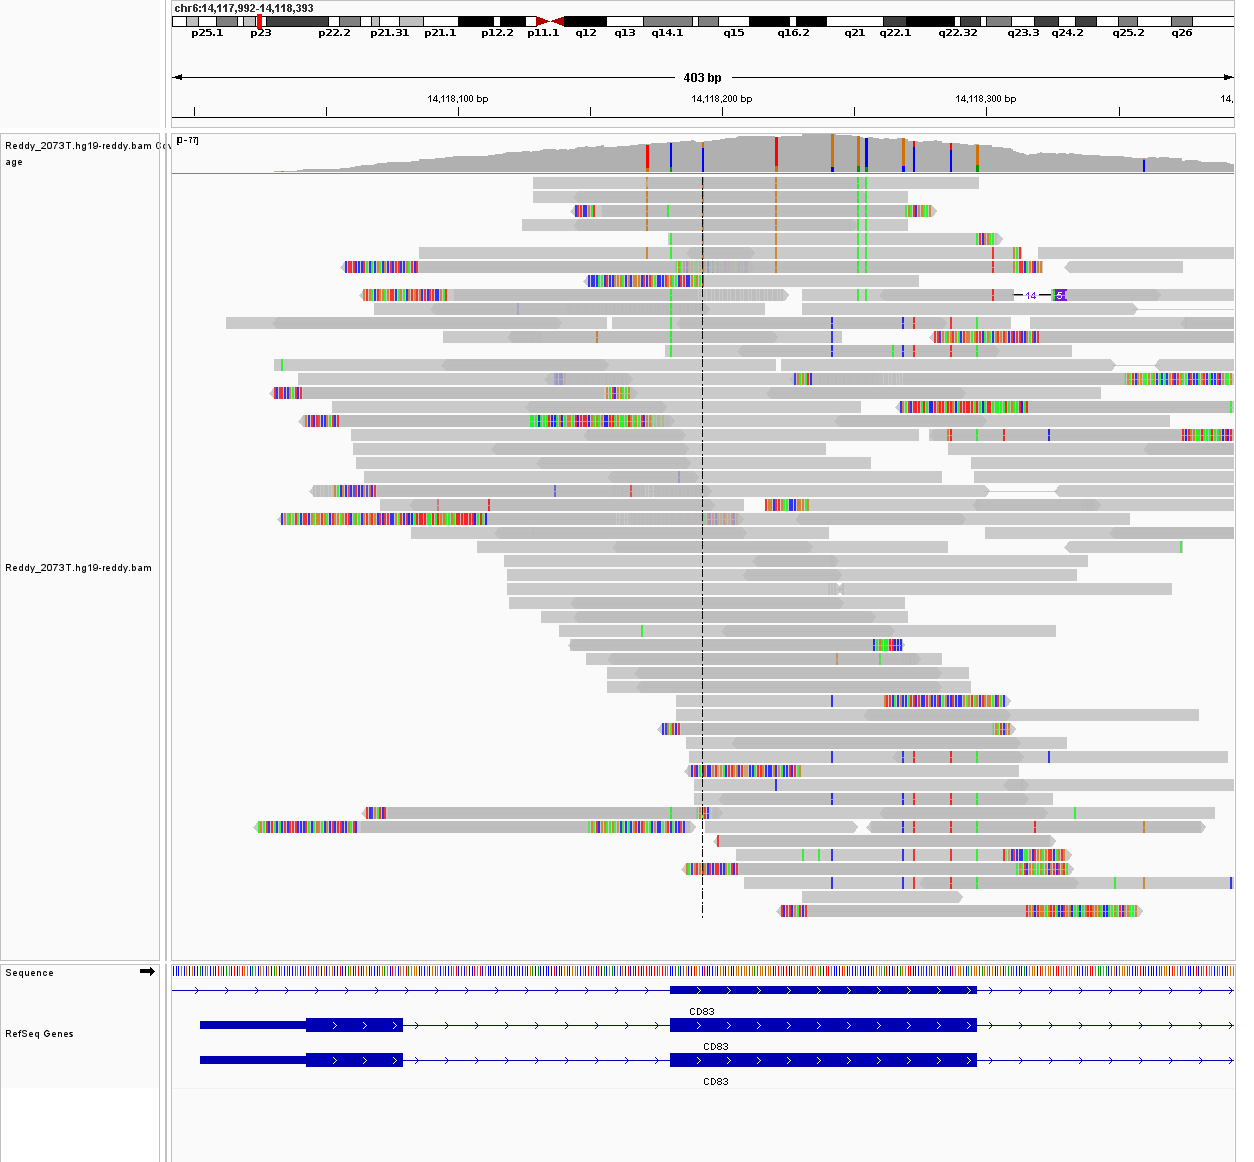 chr6:14,117,992-14,118,393
p25.1 p23 p22.2 p21.31 p21.1 p12.2 p11.1 q12 q13 q14.1 q15 q16.2 q21 q22.1 q22.32 q23.3 q24.2 q25.2 q26
403 bp
14,118,100 bp 14,118,200 bp 14,118,300 bp 14,
Reddy_2073T.hg19-reddy.bam Cov
age
[0 - 77]
14 5
Reddy_2073T.hg19-reddy.bam
Sequence
CD83
RefSeq Genes
CD83
CD83